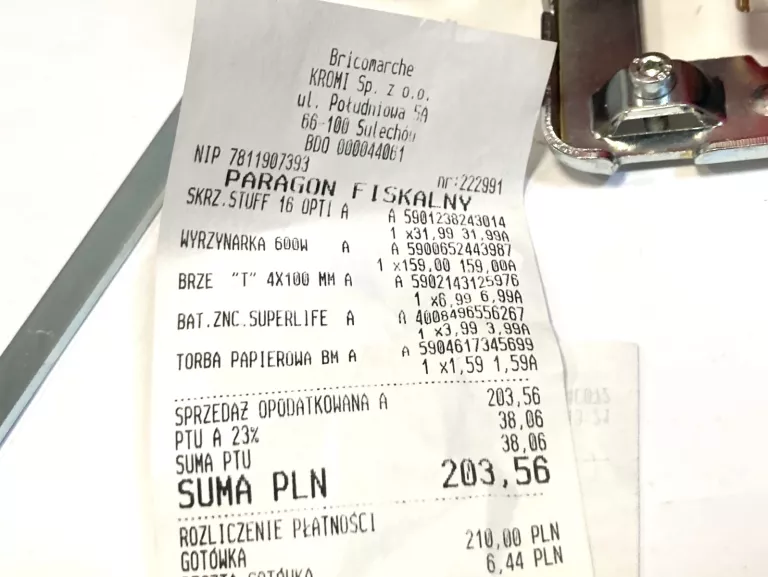 Bricomarche
KROMI Sp. z o.o.
ul. Południowa 5A
66-100 Sulechów
BDO 000044061
NIP 7811907393 nr:222991
PARAGON FISKALNY
SKRZ.STUFF 16 OPTI A A 5901238243014
1 x31,99 31,99A
WYRZYNARKA 600W A A 5900652443987
1 x159,00 159,00A
BRZE "T" 4X100 MM A A 5902143125976
1 x6,99 6,99A
BAT.ZNC.SUPERLIFE A A 4008496556267
1 x3,99 3,99A
TORBA PAPIEROWA BM A A 5904617345699
1 x1,59 1,59A
SPRZEDAŻ OPODATKOWANA A 203,56
PTU A 23% 38,06
SUMA PTU 38,06
SUMA PLN 203,56
ROZLICZENIE PŁATNOŚCI
GOTÓWKA 210,00 PLN
RESZTA GOTÓWKA 6,44 PLN